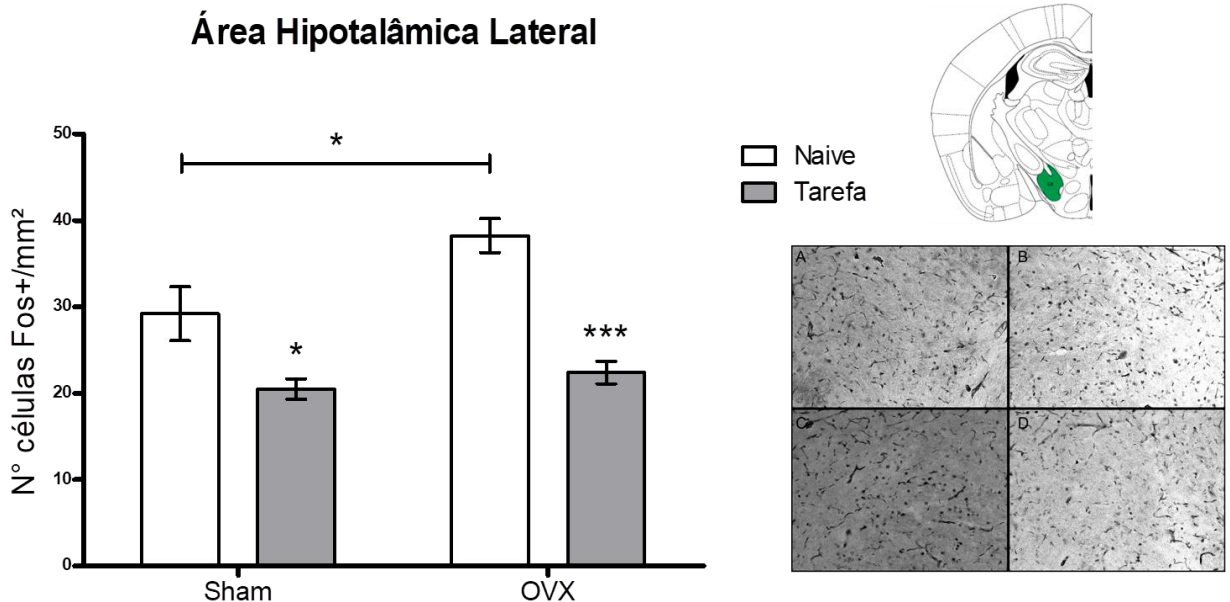 Área Hipotalâmica Lateral
N° células Fos+/mm²
50
40
30
20
10
0
*
*
***
Sham
OVX
Naive
Tarefa
A
B
C
D